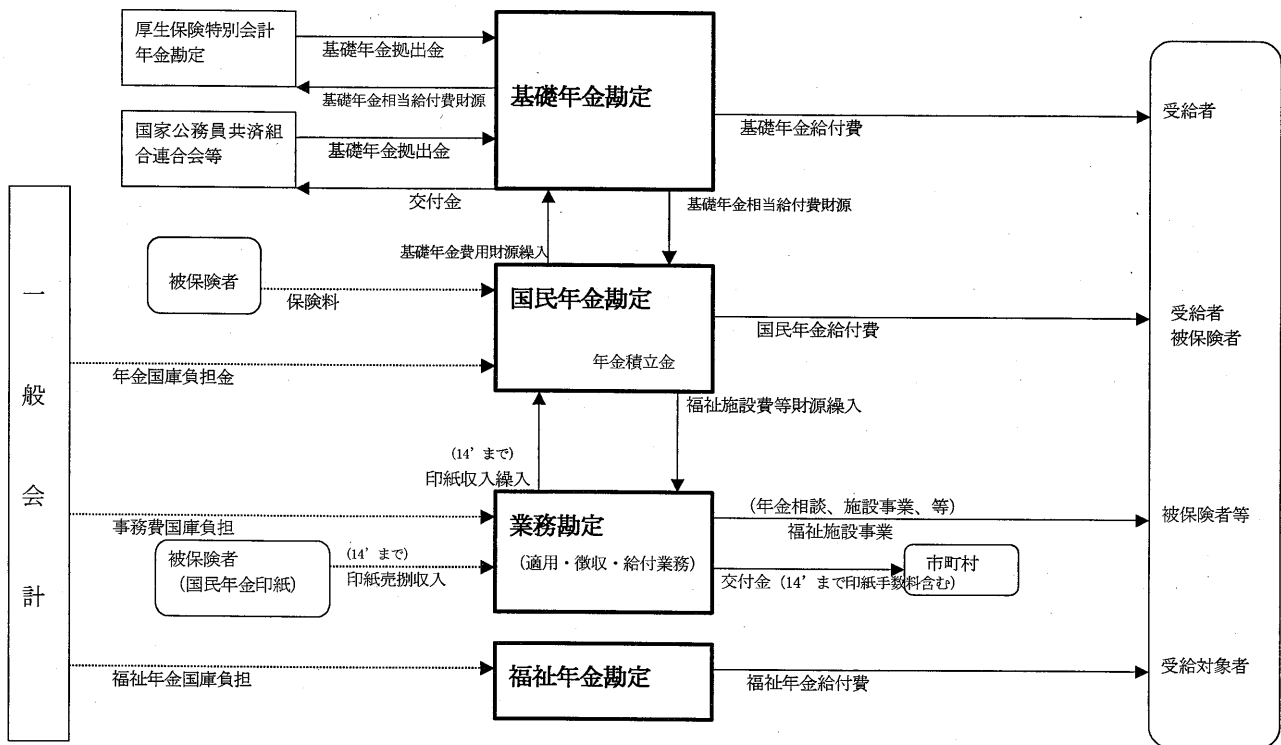 厚生保険特別会計
年金勘定
基礎年金拠出金
基礎年金相当給付費財源
国家公務員共済組
合連合会等
基礎年金拠出金
交付金
基礎年金勘定
基礎年金給付費
受給者
基礎年金費用財源繰入
基礎年金相当給付費財源
一般会計
被保険者
保険料
年金国庫負担金
国民年金勘定
年金積立金
国民年金給付費
受給者
被保険者
(14’まで)
印紙収入繰入
福祉施設費等財源繰入
事務費国庫負担
被保険者
(国民年金印紙)
(14’まで)
印紙売捌収入
業務勘定
(適用・徴収・給付業務)
(年金相談、施設事業、等)
福祉施設事業
被保険者等
交付金(14’まで印紙手数料含む)
市町村
福祉年金国庫負担
福祉年金勘定
福祉年金給付費
受給対象者